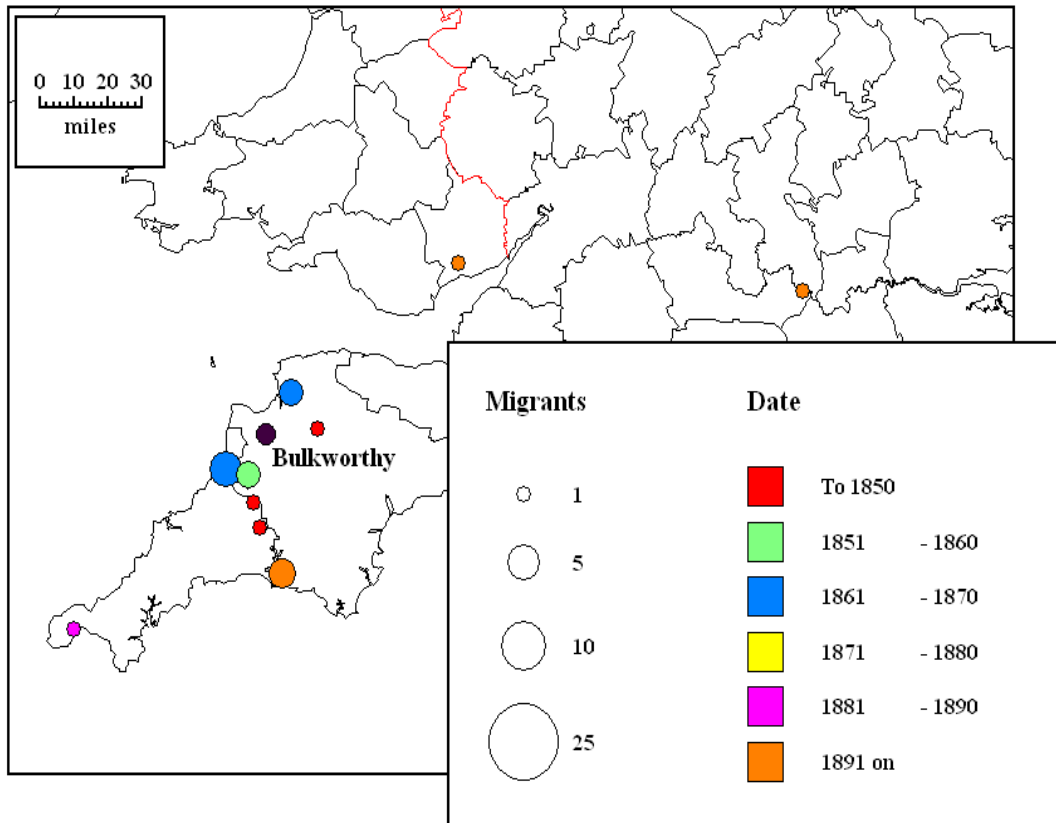 0 10 20 30
miles
Bulkworthy
Migrants Date
1 To 1850
5 1851 - 1860
10 1861 - 1870
25 1871 - 1880
1881 - 1890
1891 on